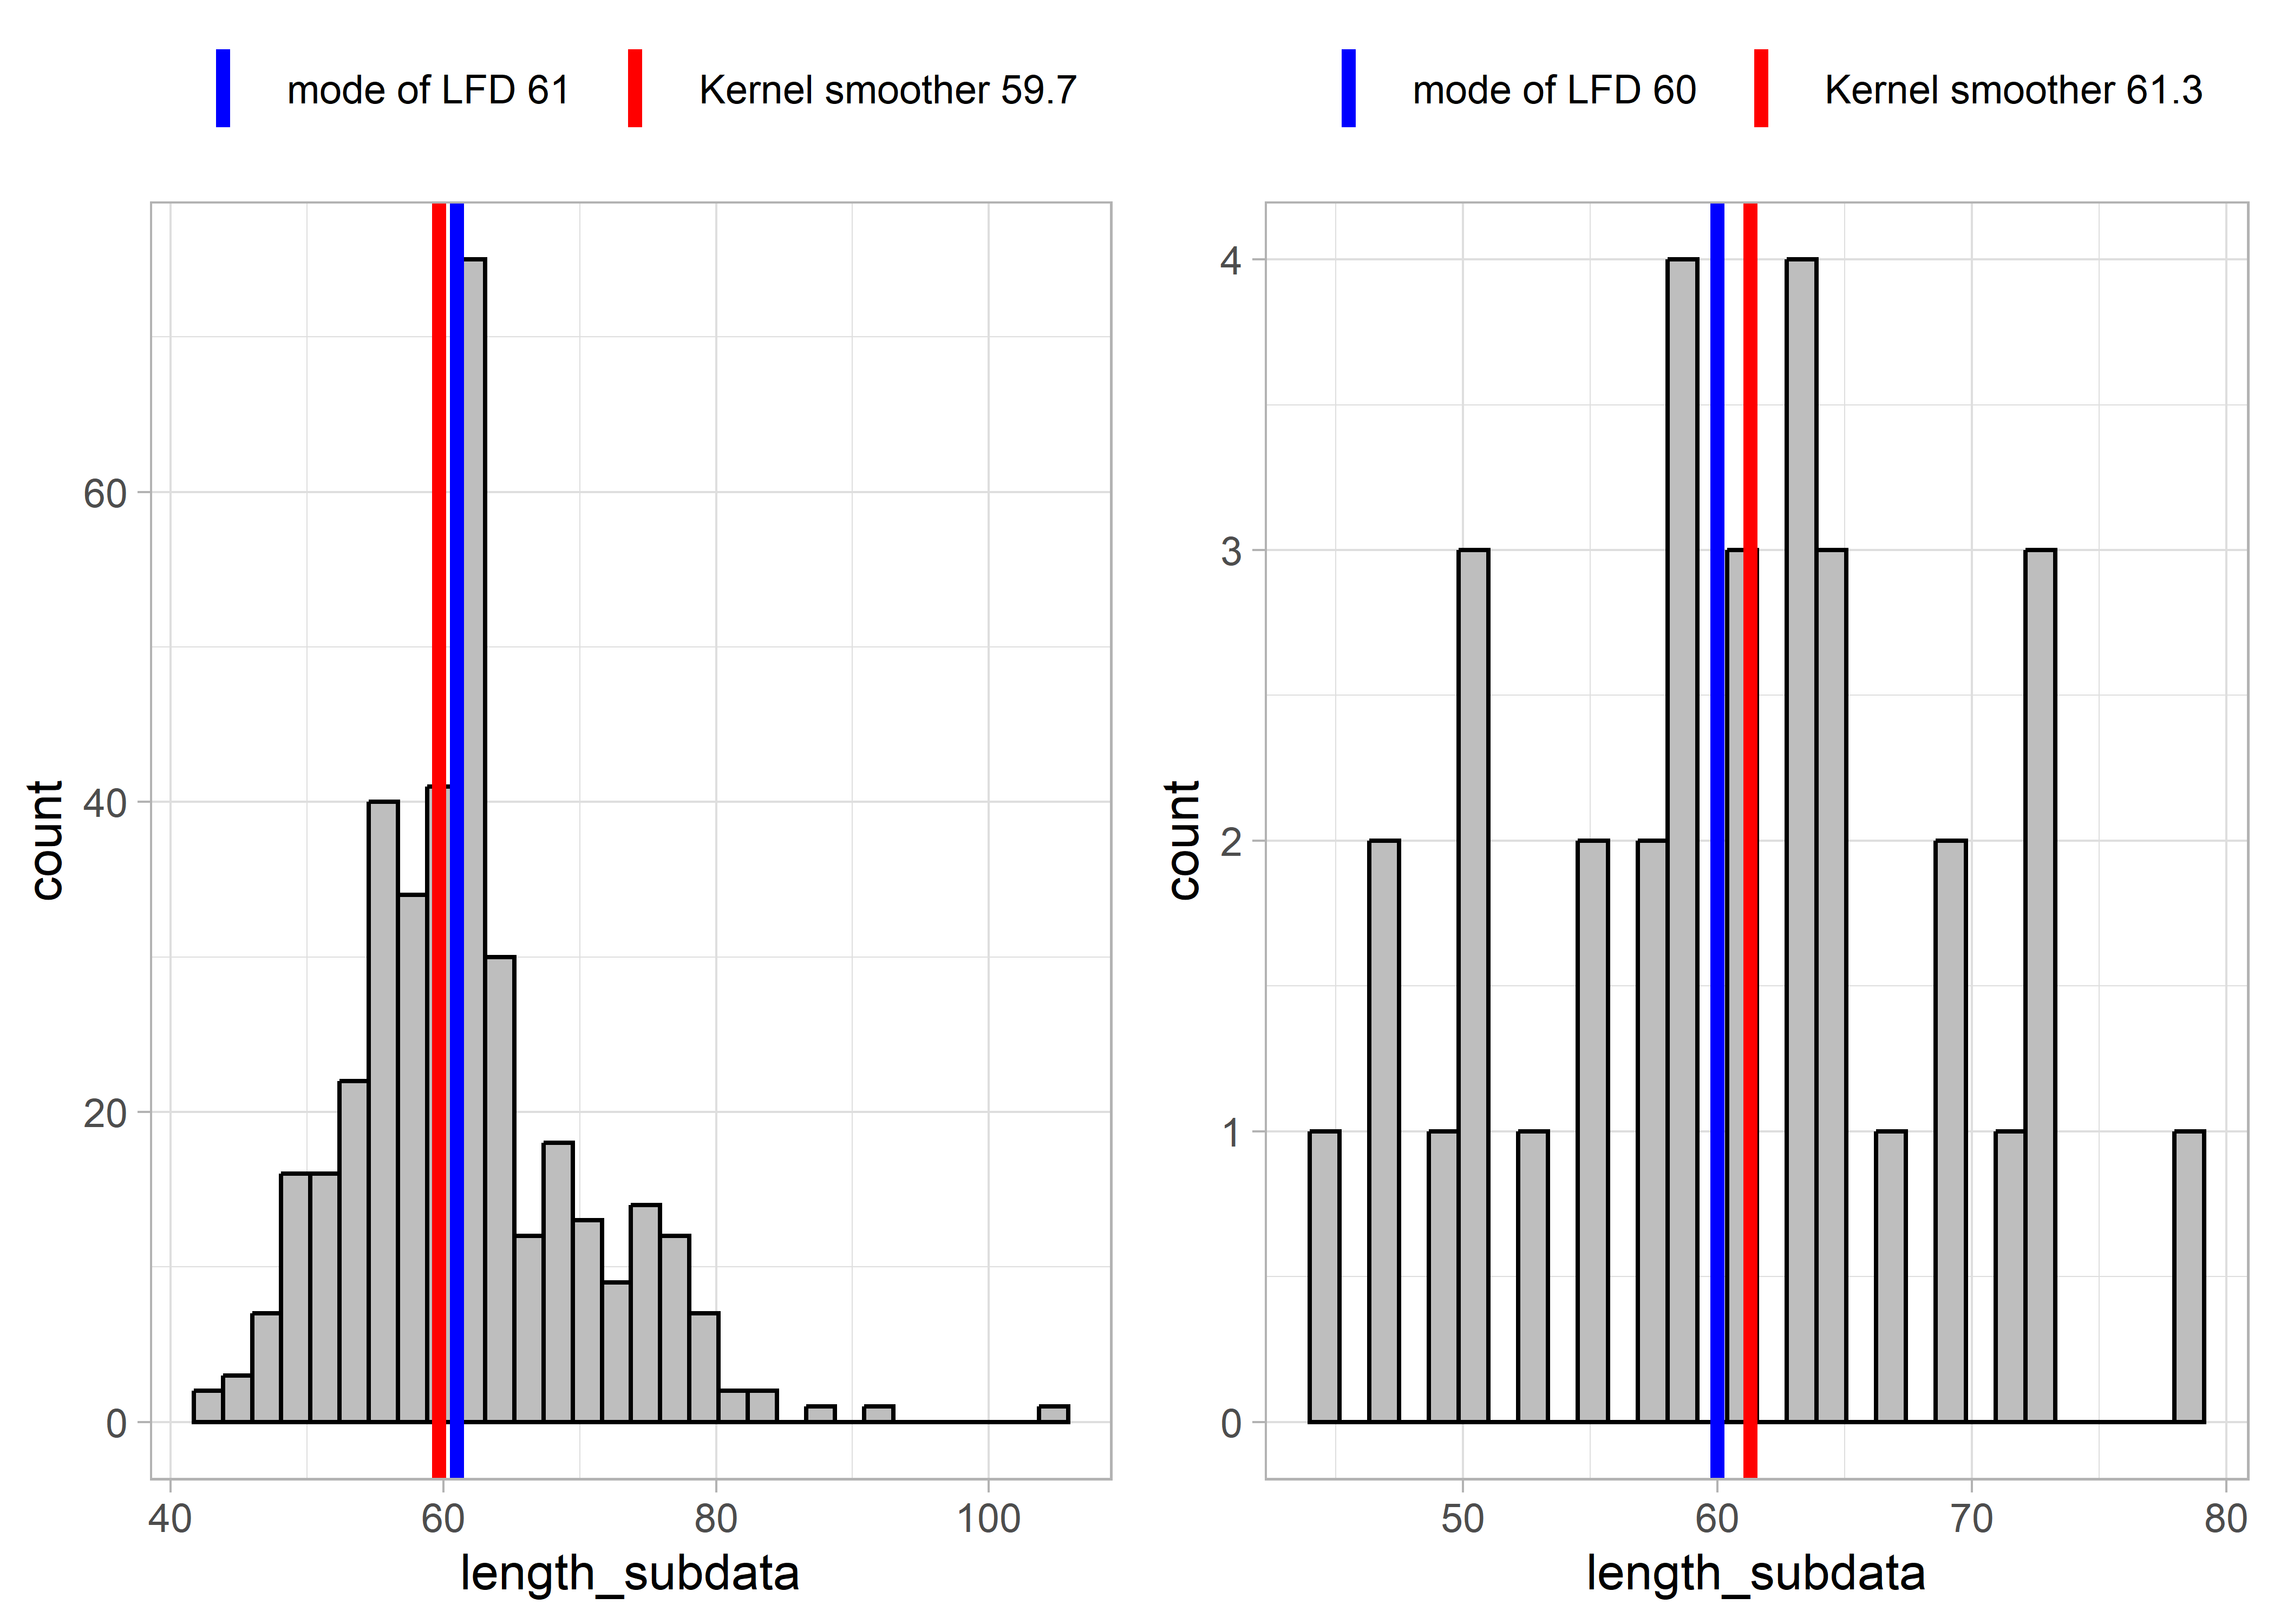 mode of LFD 61 Kernel smoother 59.7
mode of LFD 60 Kernel smoother 61.3
count
60
40
20
0
40 60 80 100
length_subdata
count
4
3
2
1
0
50 60 70 80
length_subdata